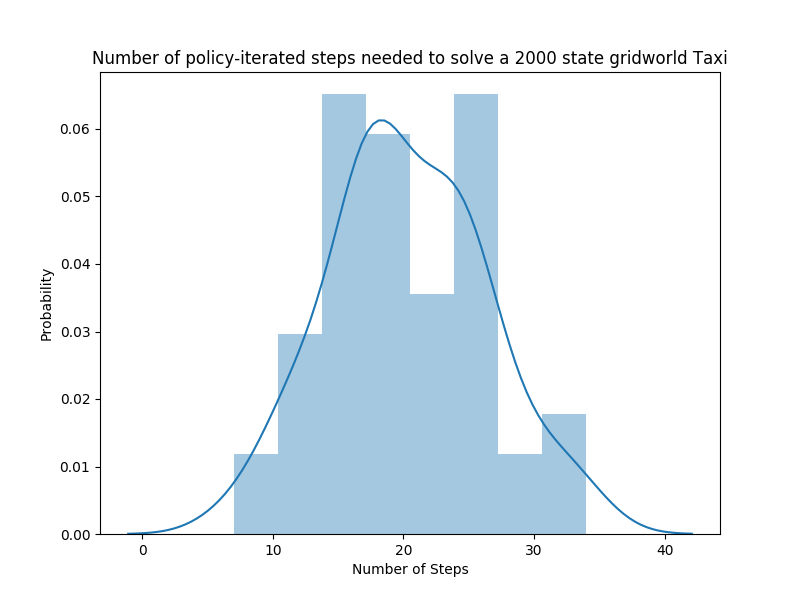 Number of policy-iterated steps needed to solve a 2000 state gridworld Taxi
0.06
0.05
0.04
0.03
0.02
0.01
0.00
Probability
0 10 20 30 40
Number of Steps